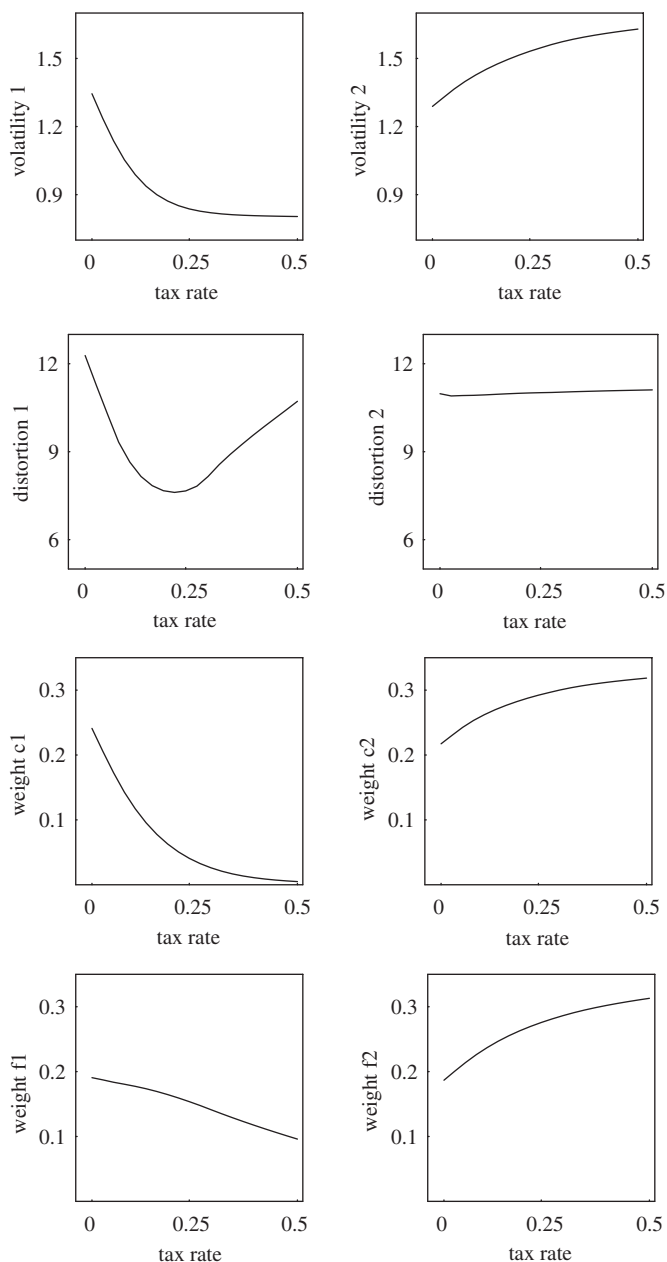 volatility 1
1.5
1.2
0.9
0 0.25 0.5
tax rate
volatility 2
1.5
1.2
0.9
0 0.25 0.5
tax rate
distortion 1
12
9
6
0 0.25 0.5
tax rate
distortion 2
12
9
6
0 0.25 0.5
tax rate
weight c1
0.3
0.2
0.1
0 0.25 0.5
tax rate
weight c2
0.3
0.2
0.1
0 0.25 0.5
tax rate
weight f1
0.3
0.2
0.1
0 0.25 0.5
tax rate
weight f2
0.3
0.2
0.1
0 0.25 0.5
tax rate